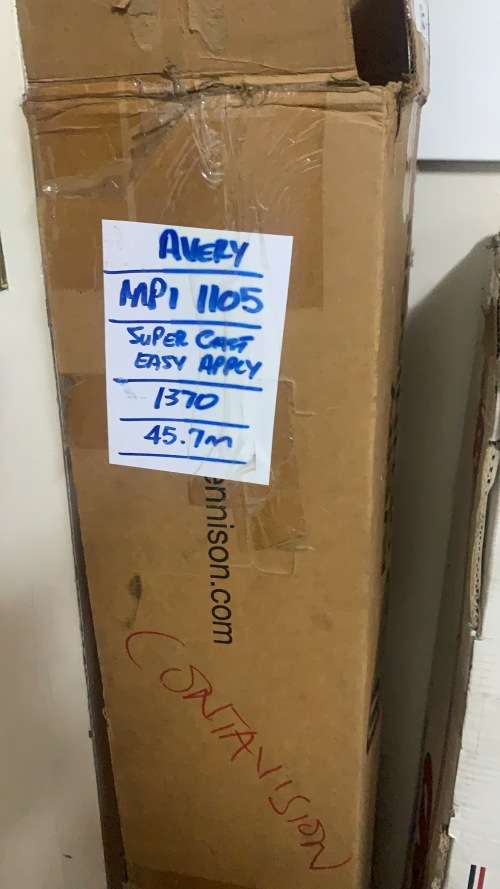 AVERY
MPI 1105
SUPER CAST
EASY APPLY
1370
45.7m
ennison.com
CONTAVISION